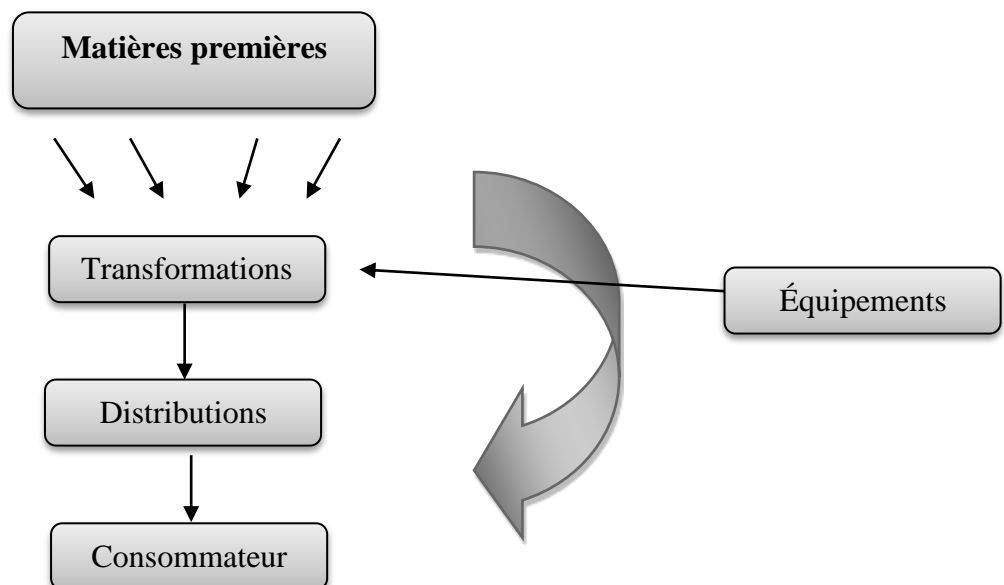 Matières premières
Transformations
Équipements
Distributions
Consommateur